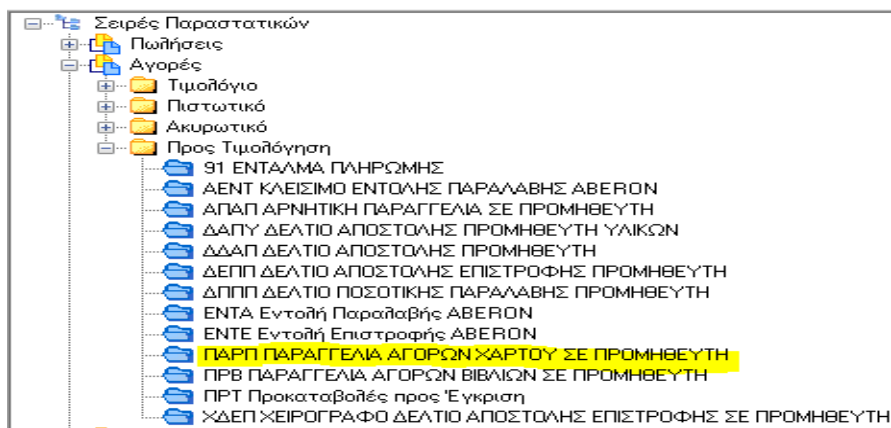 Σειρές Παραστατικών
Πωλήσεις
Αγορές
Τιμολόγιο
Πιστωτικό
Ακυρωτικό
Προς Τιμολόγηση
91 ΕΝΤΑΛΜΑ ΠΛΗΡΩΜΗΣ
ΑΕΝΤ ΚΛΕΙΣΙΜΟ ΕΝΤΟΛΗΣ ΠΑΡΑΛΑΒΗΣ ABERON
ΑΠΑΠ ΑΡΝΗΤΙΚΗ ΠΑΡΑΓΓΕΛΙΑ ΣΕ ΠΡΟΜΗΘΕΥΤΗ
ΔΑΠΥ ΔΕΛΤΙΟ ΑΠΟΣΤΟΛΗΣ ΠΡΟΜΗΘΕΥΤΗ ΥΛΙΚΩΝ
ΔΔΑΠ ΔΕΛΤΙΟ ΑΠΟΣΤΟΛΗΣ ΠΡΟΜΗΘΕΥΤΗ
ΔΕΠΠ ΔΕΛΤΙΟ ΑΠΟΣΤΟΛΗΣ ΕΠΙΣΤΡΟΦΗΣ ΠΡΟΜΗΘΕΥΤΗ
ΔΠΠΠ ΔΕΛΤΙΟ ΠΟΣΟΤΙΚΗΣ ΠΑΡΑΛΑΒΗΣ ΠΡΟΜΗΘΕΥΤΗ
ΕΝΤΑ Εντολή Παραλαβής ABERON
ΕΝΤΕ Εντολή Επιστροφής ABERON
ΠΑΡΠ ΠΑΡΑΓΓΕΛΙΑ ΑΓΟΡΩΝ ΧΑΡΤΟΥ ΣΕ ΠΡΟΜΗΘΕΥΤΗ
ΠΡΒ ΠΑΡΑΓΓΕΛΙΑ ΑΓΟΡΩΝ ΒΙΒΛΙΩΝ ΣΕ ΠΡΟΜΗΘΕΥΤΗ
ΠΡΤ Προκαταβολές προς Έγκριση
ΧΔΕΠ ΧΕΙΡΟΓΡΑΦΟ ΔΕΛΤΙΟ ΑΠΟΣΤΟΛΗΣ ΕΠΙΣΤΡΟΦΗΣ ΣΕ ΠΡΟΜΗΘΕΥΤΗ